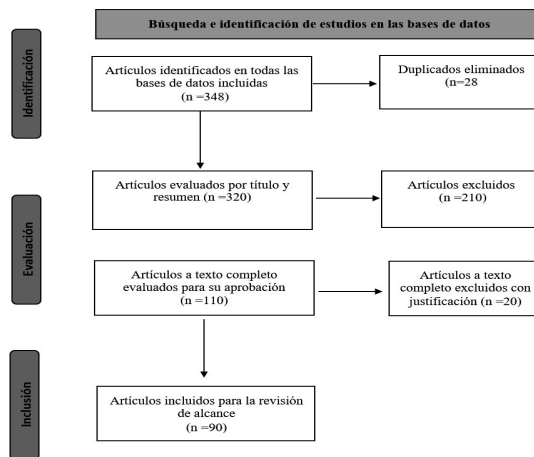 Búsqueda e identificación de estudios en las bases de datos
Identificación
Artículos identificados en todas las
bases de datos incluidas
(n =348)
Duplicados eliminados
(n=28
Evaluación
Artículos evaluados por título y
resumen (n =320)
Artículos excluidos
(n =210)
Artículos a texto completo
evaluados para su aprobación
(n =110)
Artículos a texto
completo excluidos con
justificación (n =20)
Inclusión
Artículos incluidos para la revisión
de alcance
(n =90)